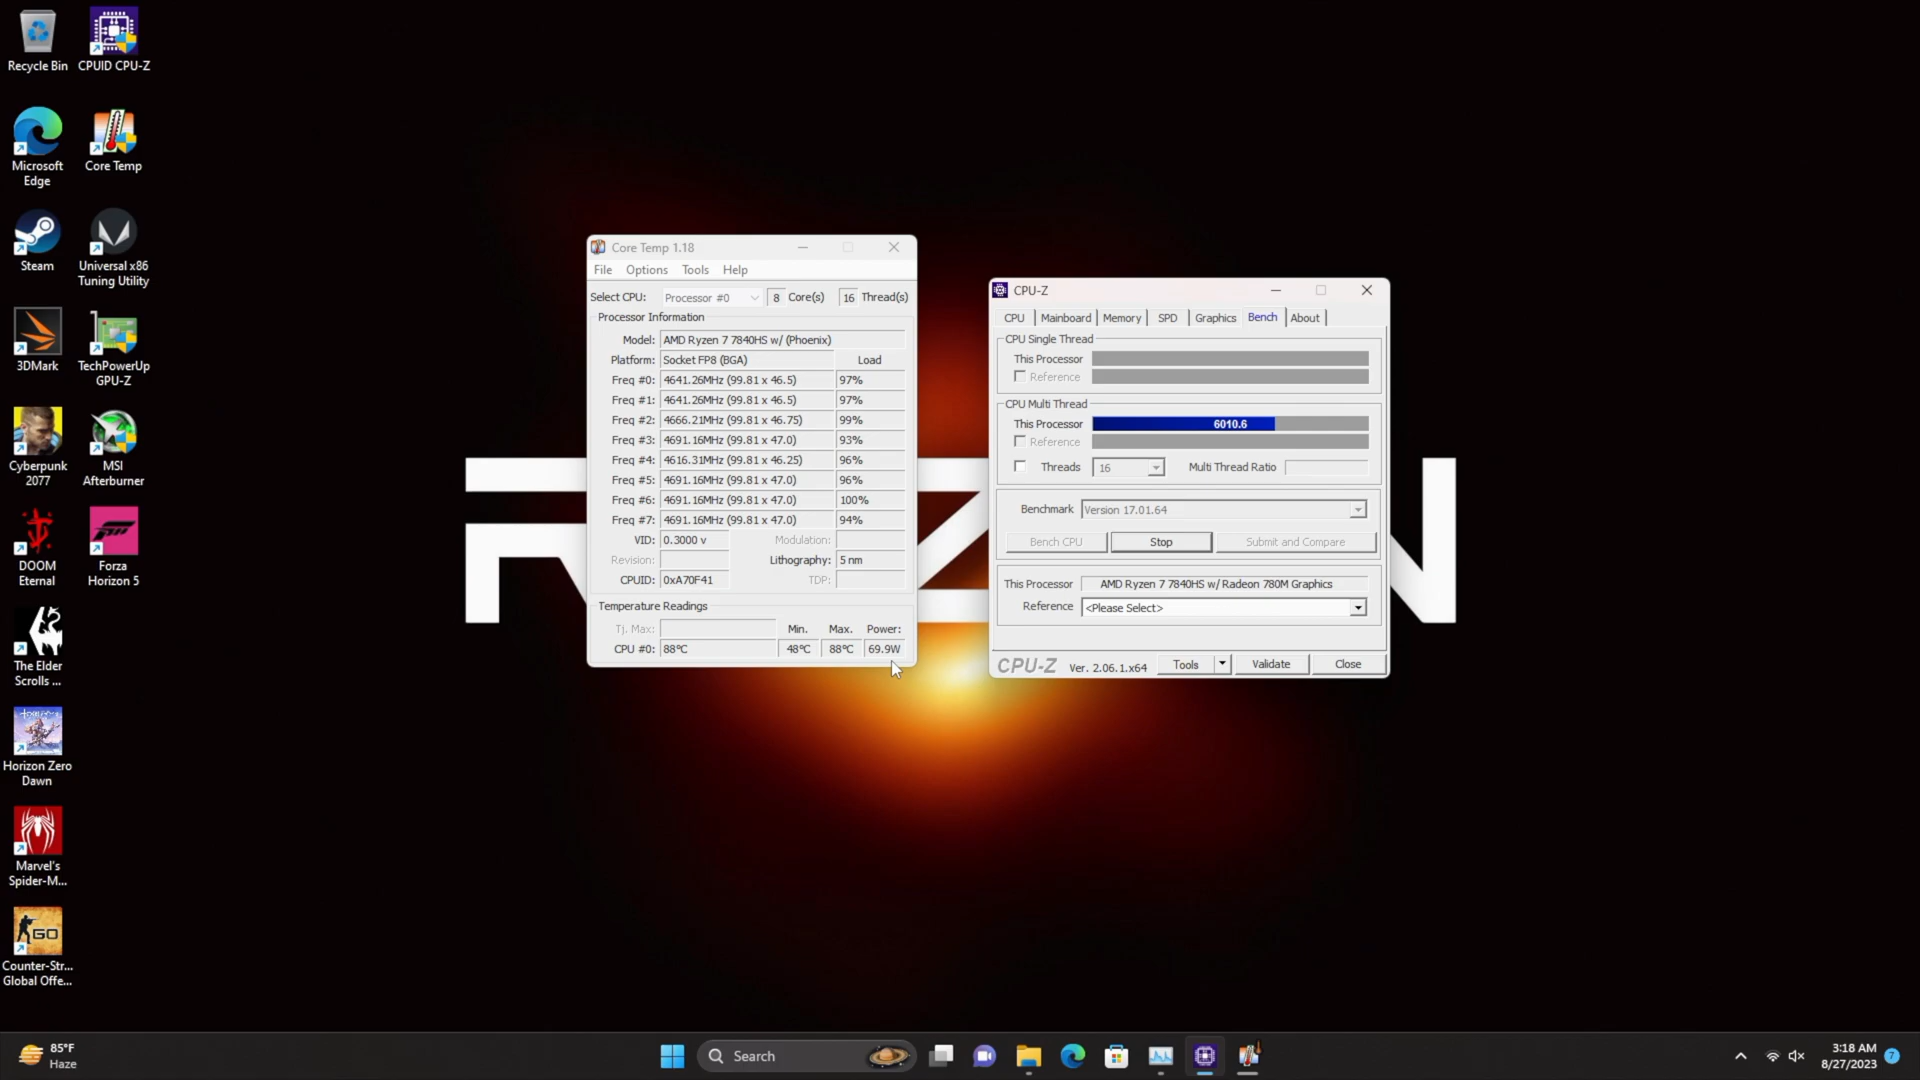 Recycle Bin
CPUID CPU-Z
Microsoft
Edge
Core Temp
Steam
Universal x86
Tuning Utility
3DMark
TechPowerUp
GPU-Z
Cyberpunk
2077
MSI
Afterburner
DOOM
Eternal
Forza
Horizon 5
The Elder
Scrolls ...
Horizon Zero
Dawn
Marvel's
Spider-M...
GO
Counter-Str...
Global Offe...
Core Temp 1.18
File Options Tools Help
Select CPU: Processor #0 8 Core(s) 16 Thread(s)
Processor Information
Model: AMD Ryzen 7 7840HS w/ (Phoenix)
Platform: Socket FP8 (BGA) Load
Freq #0: 4641.26MHz (99.81 x 46.5) 97%
Freq #1: 4641.26MHz (99.81 x 46.5) 97%
Freq #2: 4666.21MHz (99.81 x 46.75) 99%
Freq #3: 4691.16MHz (99.81 x 47.0) 93%
Freq #4: 4616.31MHz (99.81 x 46.25) 96%
Freq #5: 4691.16MHz (99.81 x 47.0) 96%
Freq #6: 4691.16MHz (99.81 x 47.0) 100%
Freq #7: 4691.16MHz (99.81 x 47.0) 94%
VID: 0.3000 v Modulation:
Revision: Lithography: 5 nm
CPUID: 0xA70F41 TDP:
Temperature Readings
Tj. Max: Min. Max. Power:
CPU #0: 88°C 48°C 88°C 69.9W
CPU-Z
CPU Mainboard Memory SPD Graphics Bench About
CPU Single Thread
This Processor
Reference
CPU Multi Thread
This Processor 6010.6
Reference
Threads 16 Multi Thread Ratio
Benchmark Version 17.01.64
Bench CPU Stop Submit and Compare
This Processor AMD Ryzen 7 7840HS w/ Radeon 780M Graphics
Reference <Please Select>
CPU-Z Ver. 2.06.1.x64 Tools Validate Close
85°F
Haze
Search
3:18 AM
8/27/2023
7